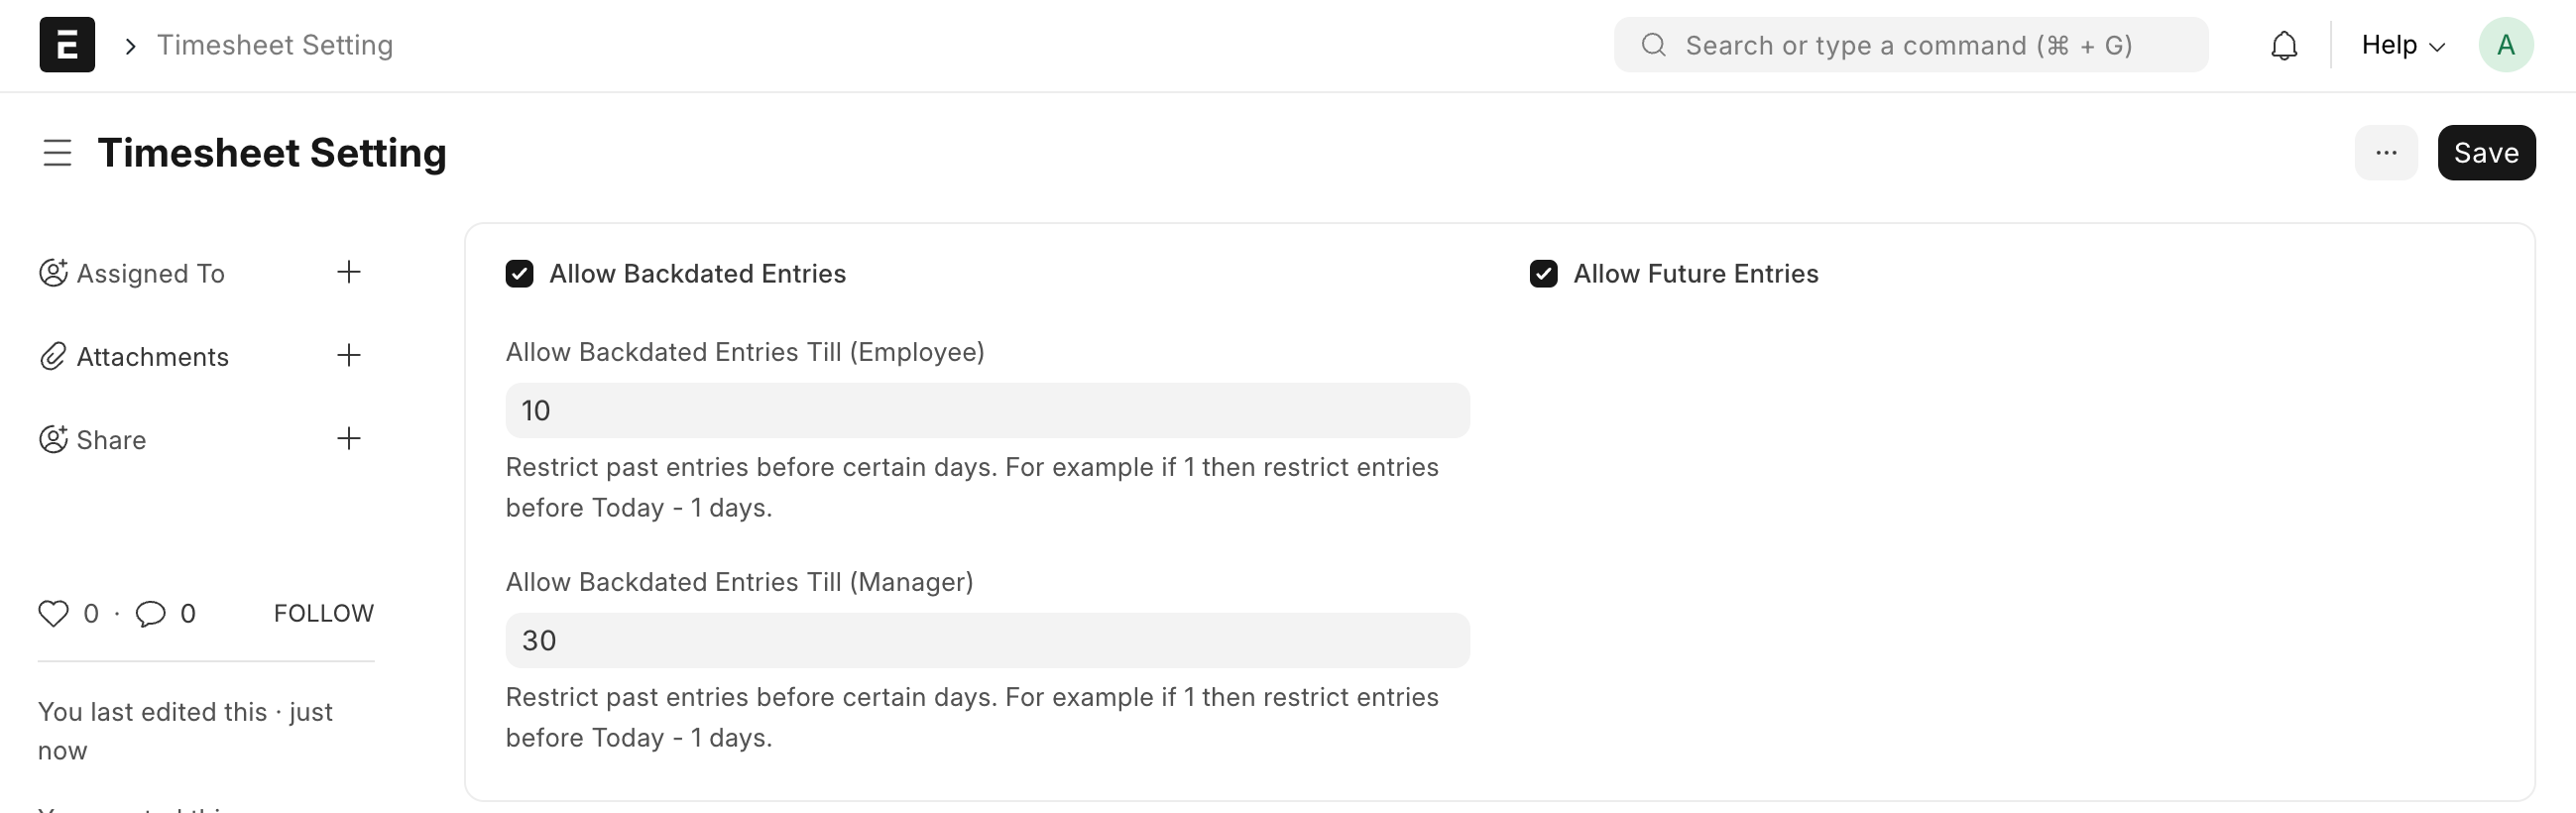 Timesheet Setting
Search or type a command (⌘ + G)
Help
A
Timesheet Setting
...
Save
Assigned To
Attachments
Share
0 · 0 FOLLOW
You last edited this · just
now
Allow Backdated Entries
Allow Future Entries
Allow Backdated Entries Till (Employee)
10
Restrict past entries before certain days. For example if 1 then restrict entries
before Today - 1 days.
Allow Backdated Entries Till (Manager)
30
Restrict past entries before certain days. For example if 1 then restrict entries
before Today - 1 days.